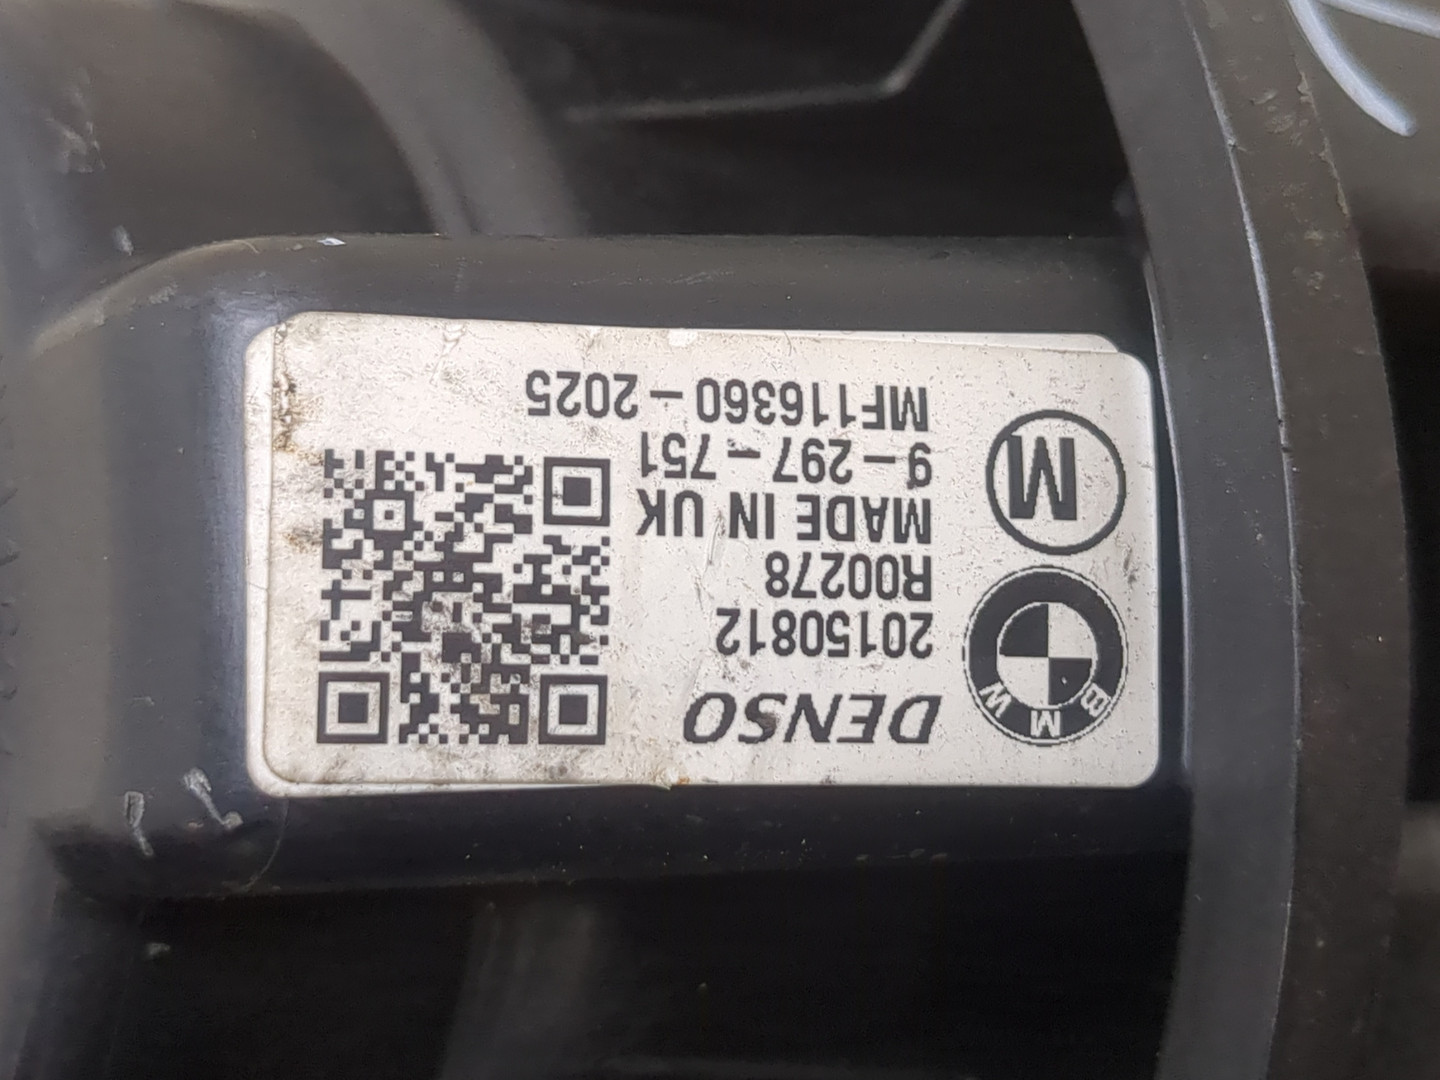 BMW
DENSO
20150812
R00278
MADE IN UK
9-297-751
MF116360-2025
M